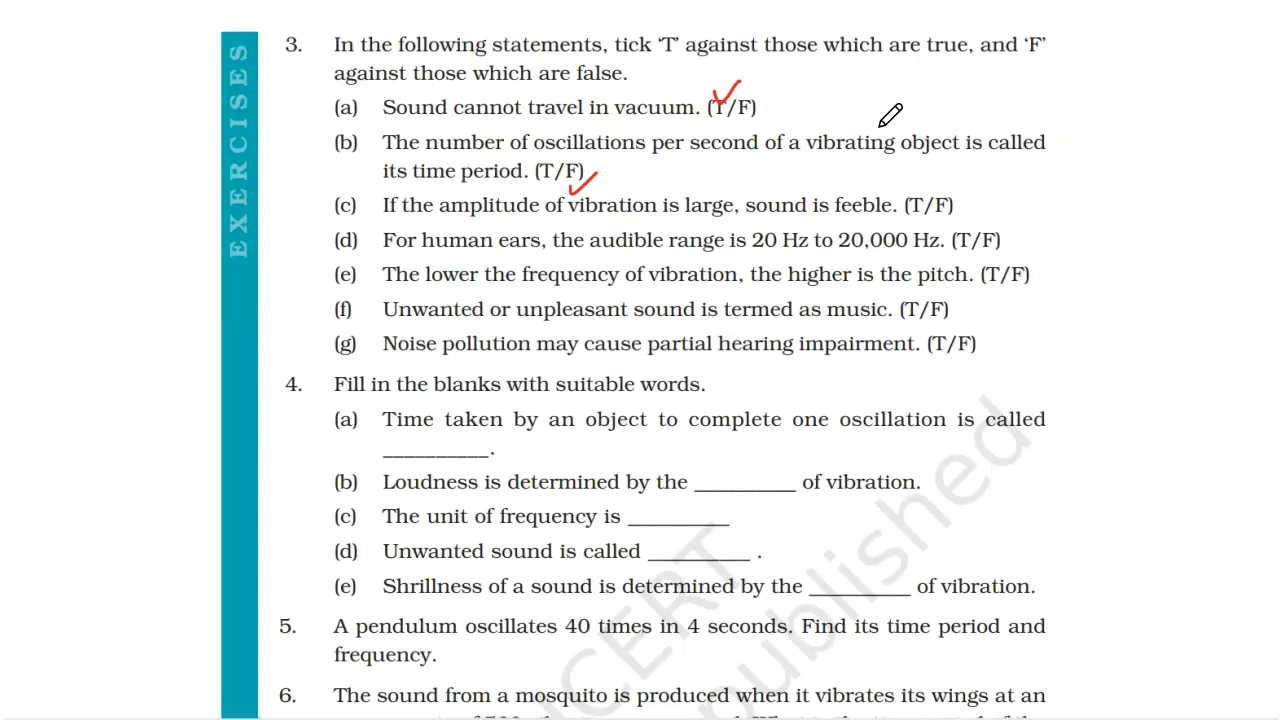 EXERCISES
3. In the following statements, tick ‘T’ against those which are true, and ‘F’
against those which are false.
(a) Sound cannot travel in vacuum. (T/F)
(b) The number of oscillations per second of a vibrating object is called
its time period. (T/F)
(c) If the amplitude of vibration is large, sound is feeble. (T/F)
(d) For human ears, the audible range is 20 Hz to 20,000 Hz. (T/F)
(e) The lower the frequency of vibration, the higher is the pitch. (T/F)
(f) Unwanted or unpleasant sound is termed as music. (T/F)
(g) Noise pollution may cause partial hearing impairment. (T/F)
4. Fill in the blanks with suitable words.
(a) Time taken by an object to complete one oscillation is called
__________.
(b) Loudness is determined by the __________ of vibration.
(c) The unit of frequency is __________
(d) Unwanted sound is called __________ .
(e) Shrillness of a sound is determined by the __________ of vibration.
5. A pendulum oscillates 40 times in 4 seconds. Find its time period and
frequency.
6. The sound from a mosquito is produced when it vibrates its wings at an
NCERT
published